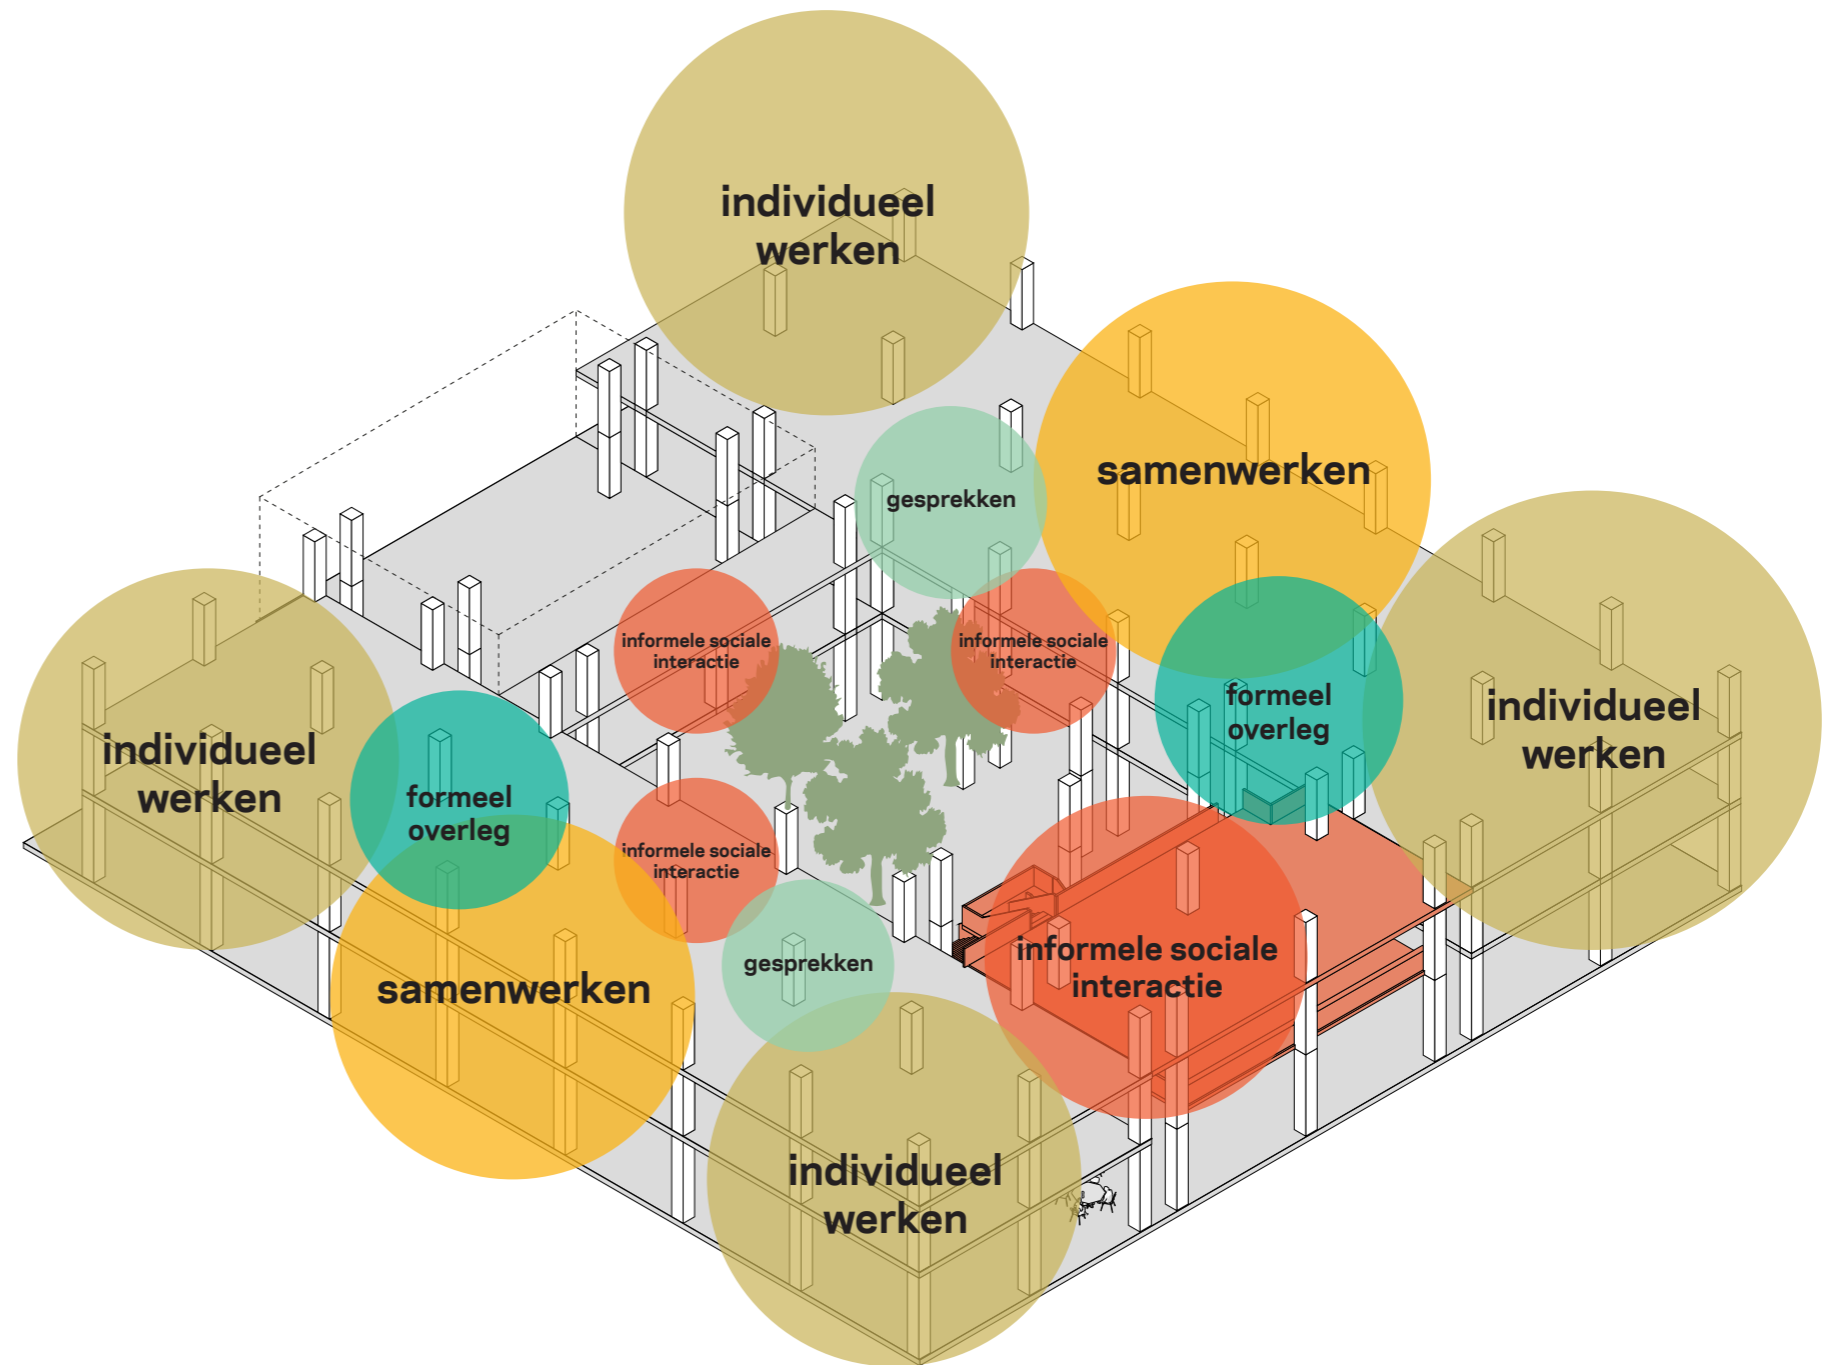 individueel
werken
samenwerken
gesprekken
informele sociale
interactie
informele sociale
interactie
formeel
overleg
individueel
werken
individueel
werken
formeel
overleg
informele sociale
interactie
gesprekken
samenwerken
informele sociale
interactie
individueel
werken